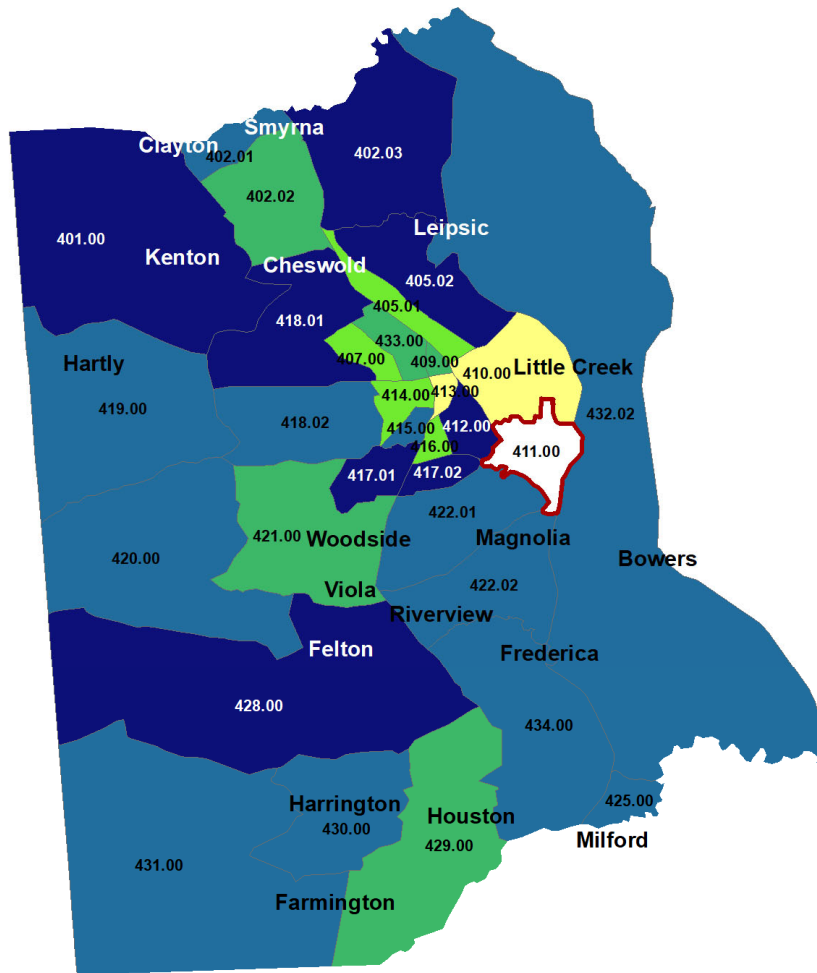 Smyrna
Clayton
402.01
402.03
402.02
401.00
Leipsic
Kenton
Cheswold
405.02
405.01
418.01
433.00
407.00
409.00
410.00
Little Creek
Hartly
419.00
414.00
413.00
432.02
418.02
415.00
412.00
416.00
411.00
417.01
417.02
422.01
421.00
Woodside
Magnolia
420.00
Bowers
422.02
Viola
Riverview
Felton
Frederica
428.00
434.00
Harrington
430.00
Houston
425.00
429.00
Milford
431.00
Farmington